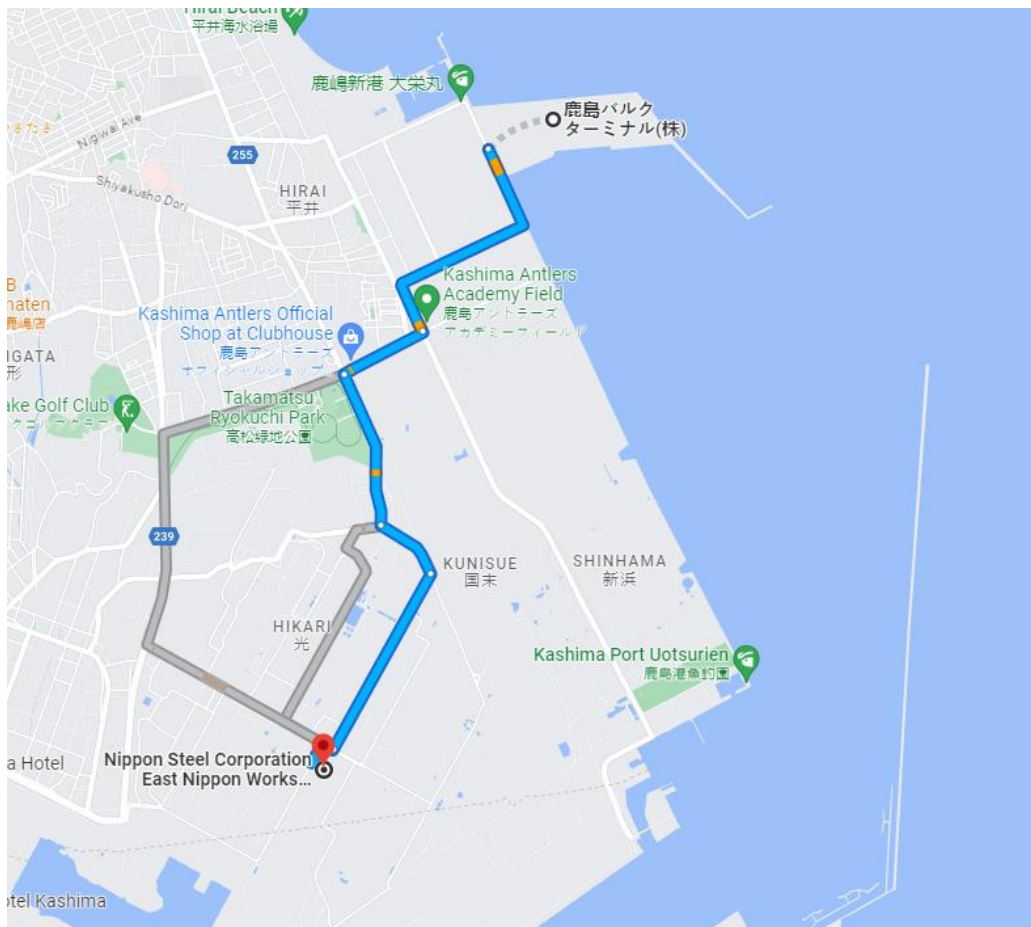 Hirai Beach
平井海水浴場
鹿嶋新港 大栄丸
鹿島バルク
ターミナル(株)
Nigiwai Ave
255
Shiyakusho Dori
HIRAI
平井
Kashima Antlers
Academy Field
鹿島アントラーズ
アカデミーフィールド
Kashima Antlers Official
Shop at Clubhouse
鹿島アントラーズ
オフィシャルショップ
鹿嶋店
IGATA
形
Takamatsu
Ryokuchi Park
高松緑地公園
ake Golf Club
239
KUNISUE
国末
SHINHAMA
新浜
HIKARI
光
Kashima Port Uotsurien
鹿島港魚釣園
Nippon Steel Corporation
East Nippon Works...
a Hotel
otel Kashima